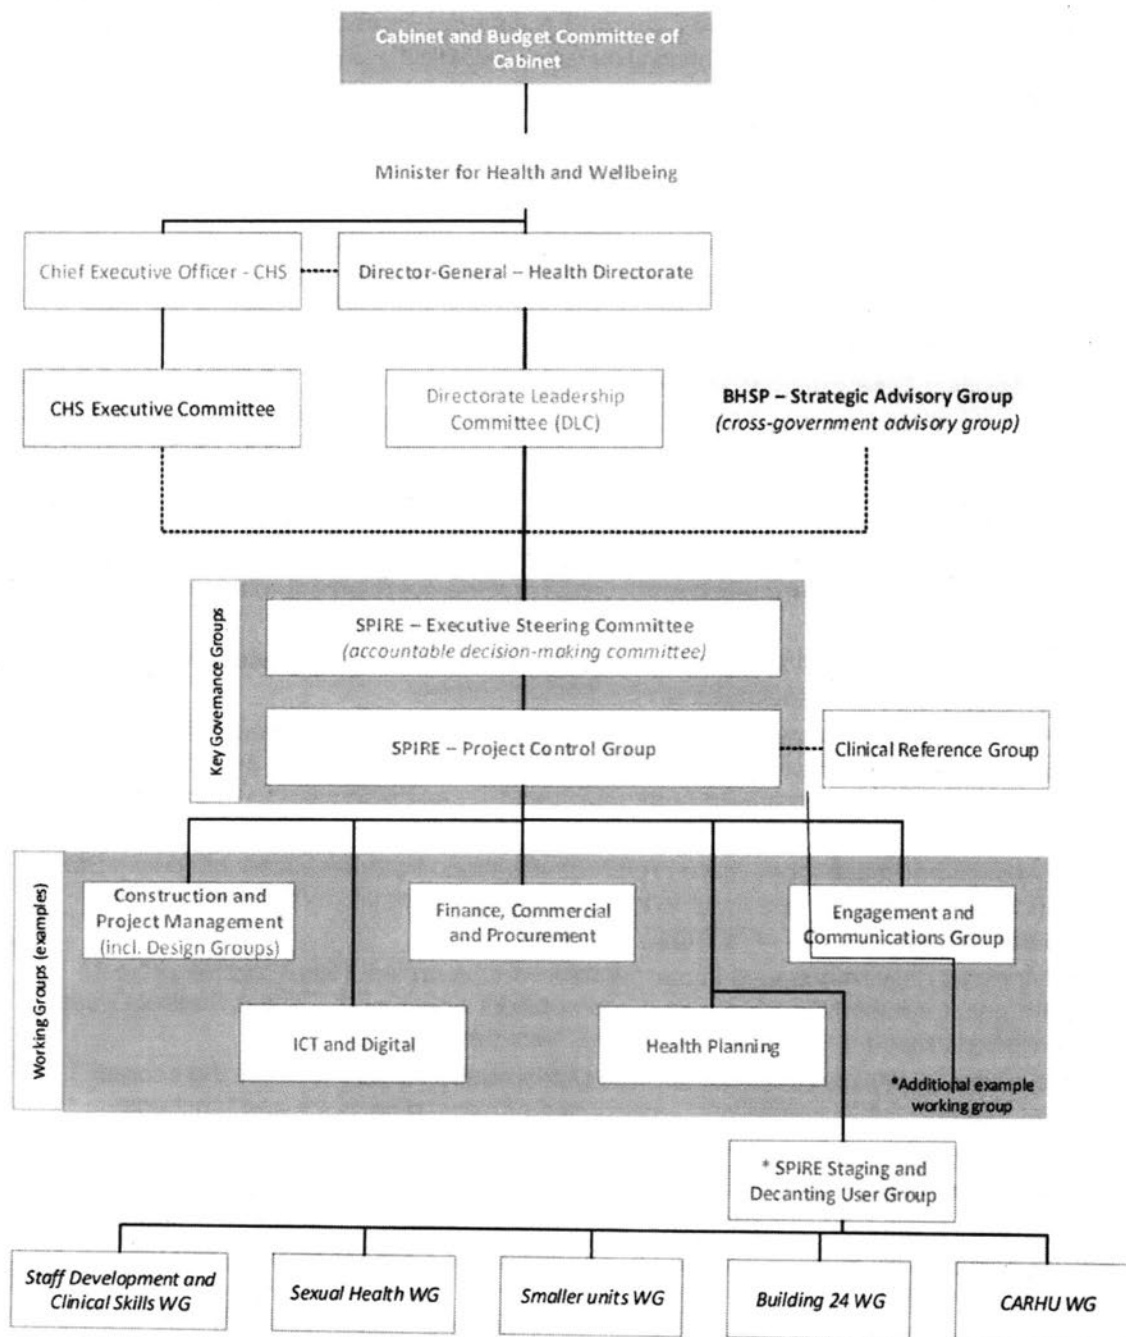 Cabinet and Budget Committee of
Cabinet
Minister for Health and Wellbeing
Chief Executive Officer - CHS
Director-General – Health Directorate
CHS Executive Committee
Directorate Leadership
Committee (DLC)
BHSP – Strategic Advisory Group
(cross-government advisory group)
Key Governance Groups
SPIRE – Executive Steering Committee
(accountable decision-making committee)
SPIRE – Project Control Group
Clinical Reference Group
Working Groups (examples)
Construction and
Project Management
(incl. Design Groups)
Finance, Commercial
and Procurement
Engagement and
Communications Group
ICT and Digital
Health Planning
*Additional example
working group
* SPIRE Staging and
Decanting User Group
Staff Development and
Clinical Skills WG
Sexual Health WG
Smaller units WG
Building 24 WG
CARHU WG